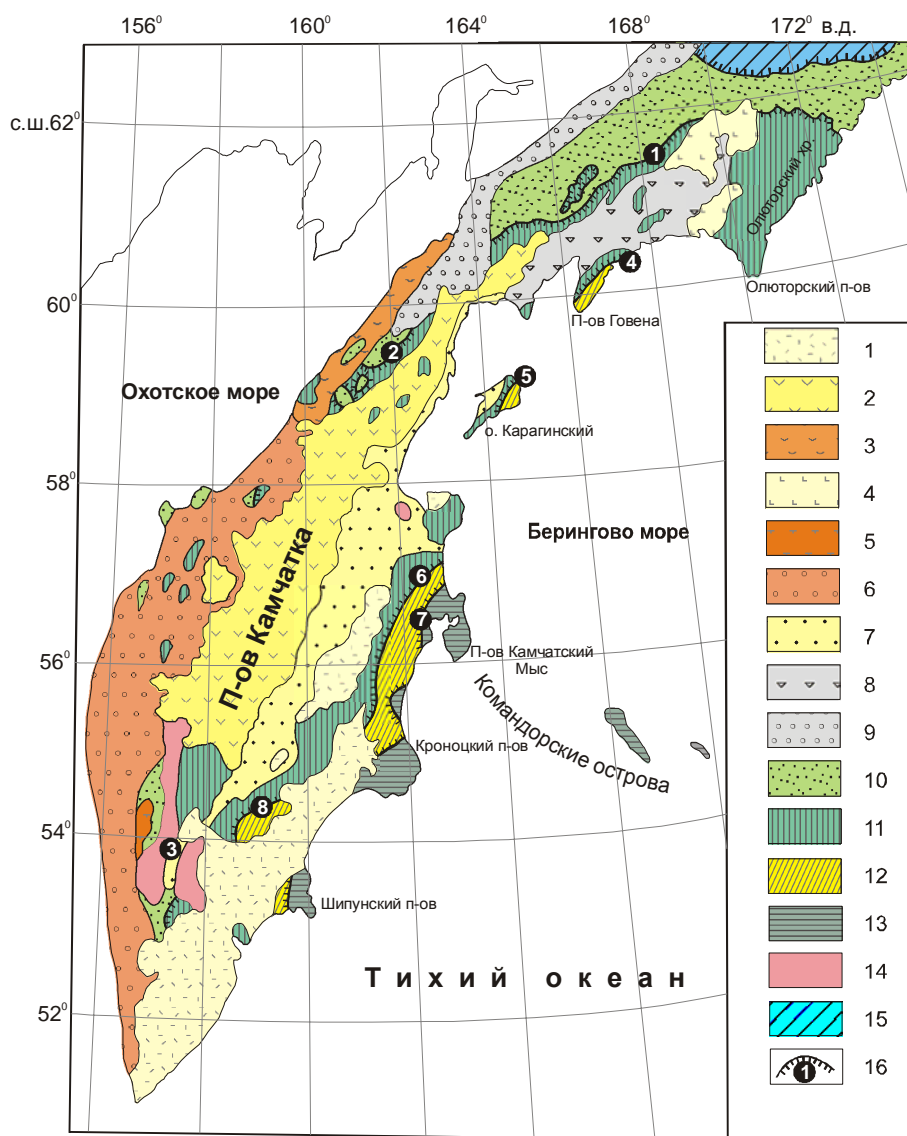 156⁰ 160⁰ 164⁰ 168⁰ 172⁰ в.д.
с.ш.62⁰
1
Олюторский хр.
4
60⁰
Олюторский п-ов
П-ов Говена
2
Охотское море
5
о. Карагинский
58⁰
П-ов Камчатка
Берингово море
6
7
56⁰
П-ов Камчатский
Мыс
Командорские острова
Кроноцкий п-ов
8
54⁰
3
Шипунский п-ов
Тихий океан
52⁰
1
2
3
4
5
6
7
8
9
10
11
12
13
14
15
1 16